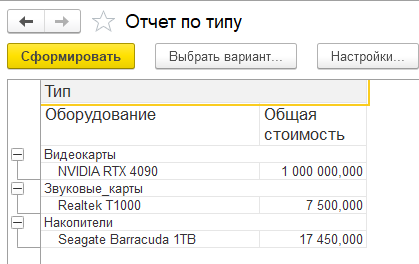 Отчет по типу
Сформировать Выбрать вариант... Настройки...
Тип
Оборудование Общая стоимость
Видеокарты
NVIDIA RTX 4090 1 000 000,000
Звуковые_карты
Realtek T1000 7 500,000
Накопители
Seagate Barracuda 1TB 17 450,000